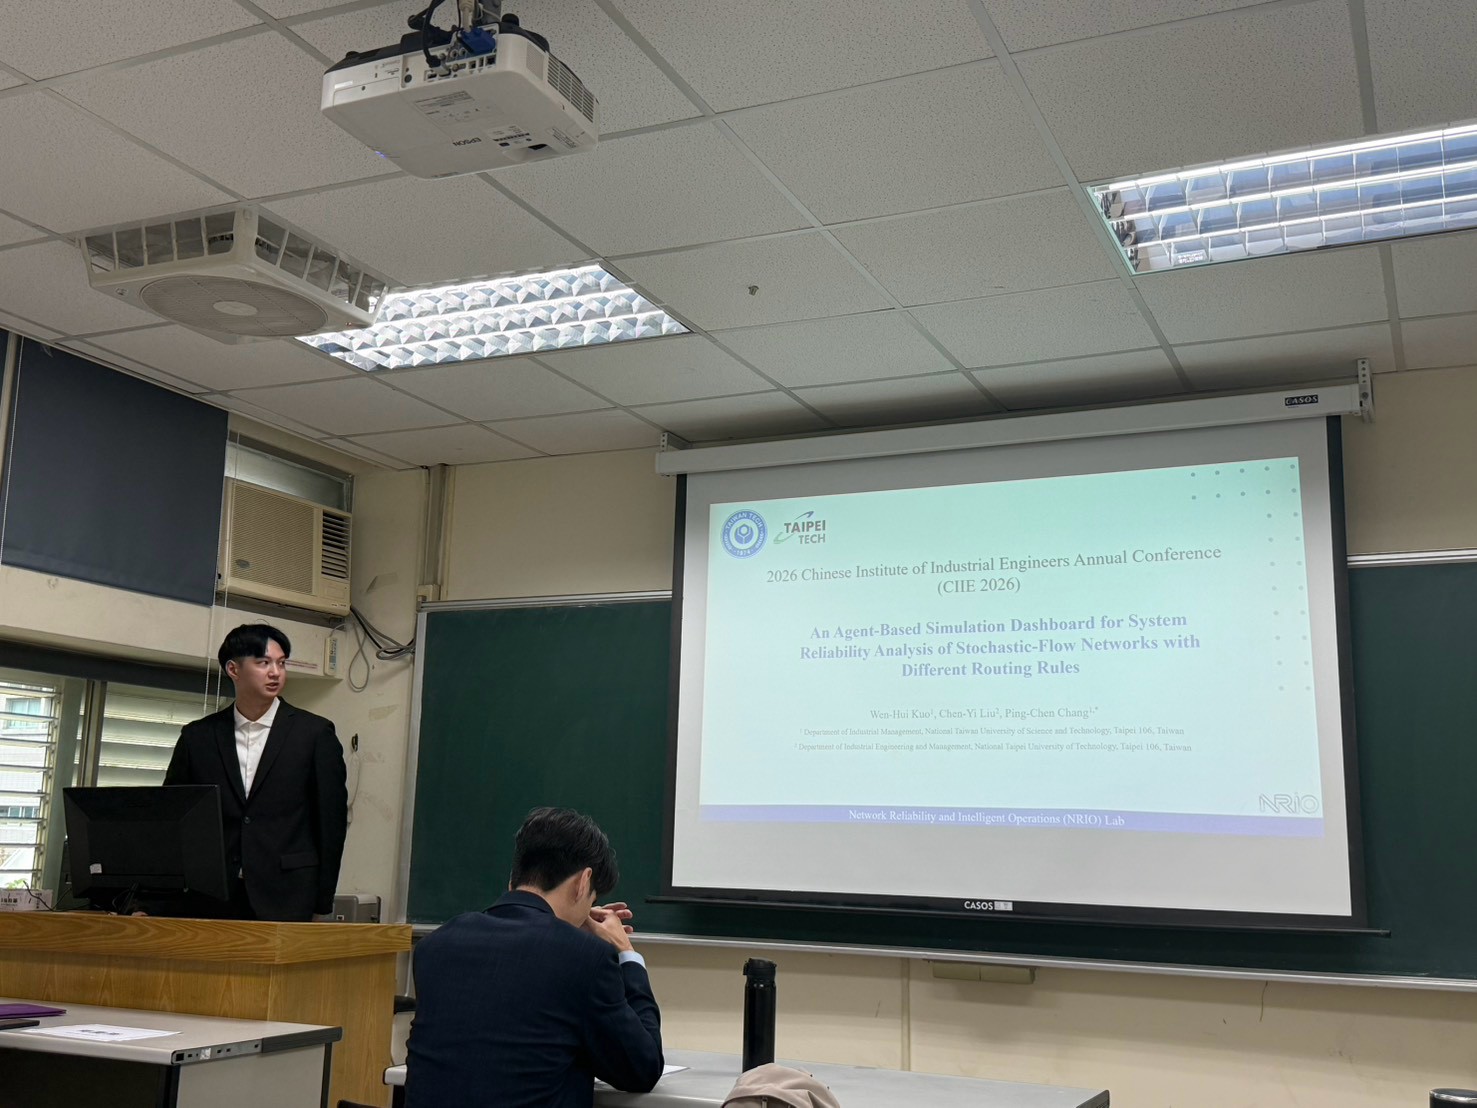 EPSON
CASOS
TAIWAN TECH
1974
TAIPEI
TECH
2026 Chinese Institute of Industrial Engineers Annual Conference
(CIIE 2026)
An Agent-Based Simulation Dashboard for System
Reliability Analysis of Stochastic-Flow Networks with
Different Routing Rules
Wen-Hui Kuo¹, Chen-Yi Liu², Ping-Chen Chang¹,*
¹ Department of Industrial Management, National Taiwan University of Science and Technology, Taipei 106, Taiwan
² Department of Industrial Engineering and Management, National Taipei University of Technology, Taipei 106, Taiwan
NRIO
Network Reliability and Intelligent Operations (NRIO) Lab
CASOS